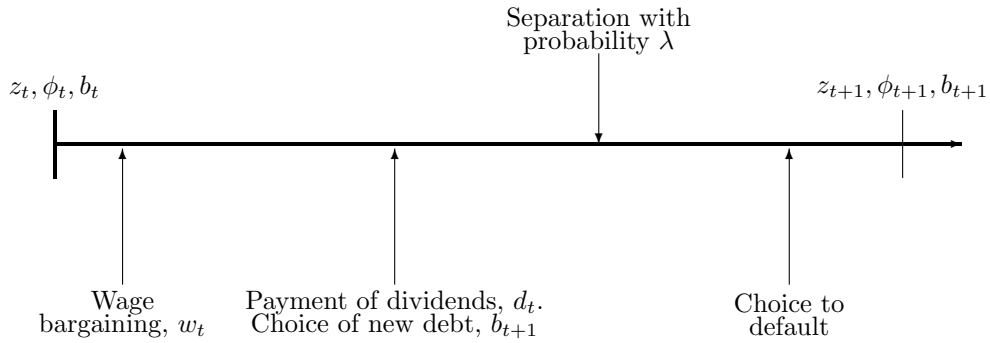 Separation with
probability λ
z_t, ϕ_t, b_t
z_{t+1}, ϕ_{t+1}, b_{t+1}
Wage
bargaining, w_t
Payment of dividends, d_t.
Choice of new debt, b_{t+1}
Choice to
default